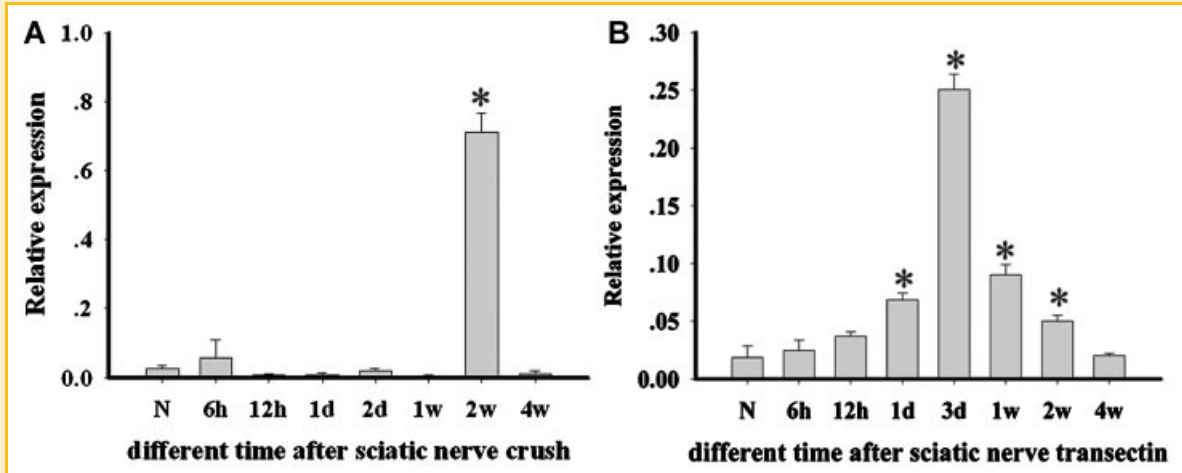 A
1.0
.8
.6
.4
.2
0.0
Relative expression
*
N 6h 12h 1d 2d 1w 2w 4w
different time after sciatic nerve crush
B
.30
.25
.20
.15
.10
.05
0.00
Relative expression
* * * *
N 6h 12h 1d 3d 1w 2w 4w
different time after sciatic nerve transectin